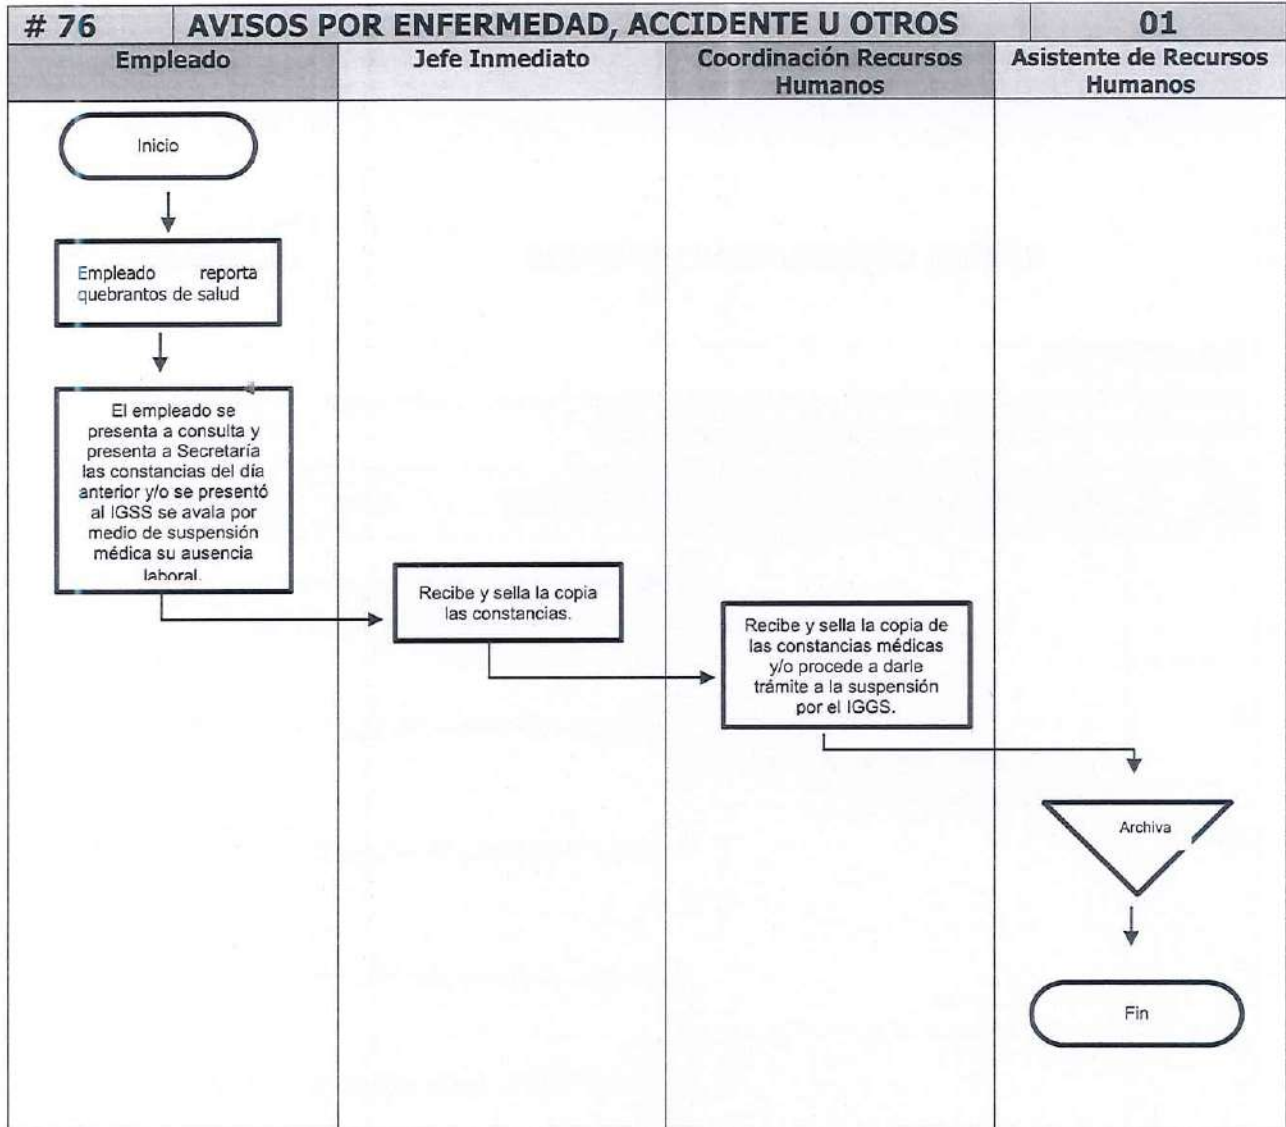 # 76 AVISOS POR ENFERMEDAD, ACCIDENTE U OTROS 01
Empleado
Jefe Inmediato
Coordinación Recursos
Humanos
Asistente de Recursos
Humanos
Inicio
Empleado reporta
quebrantos de salud
El empleado se
presenta a consulta y
presenta a Secretaría
las constancias del día
anterior y/o se presentó
al IGSS se avala por
medio de suspensión
médica su ausencia
laboral.
Recibe y sella la copia
las constancias.
Recibe y sella la copia de
las constancias médicas
y/o procede a darle
trámite a la suspensión
por el IGGS.
Archiva
Fin